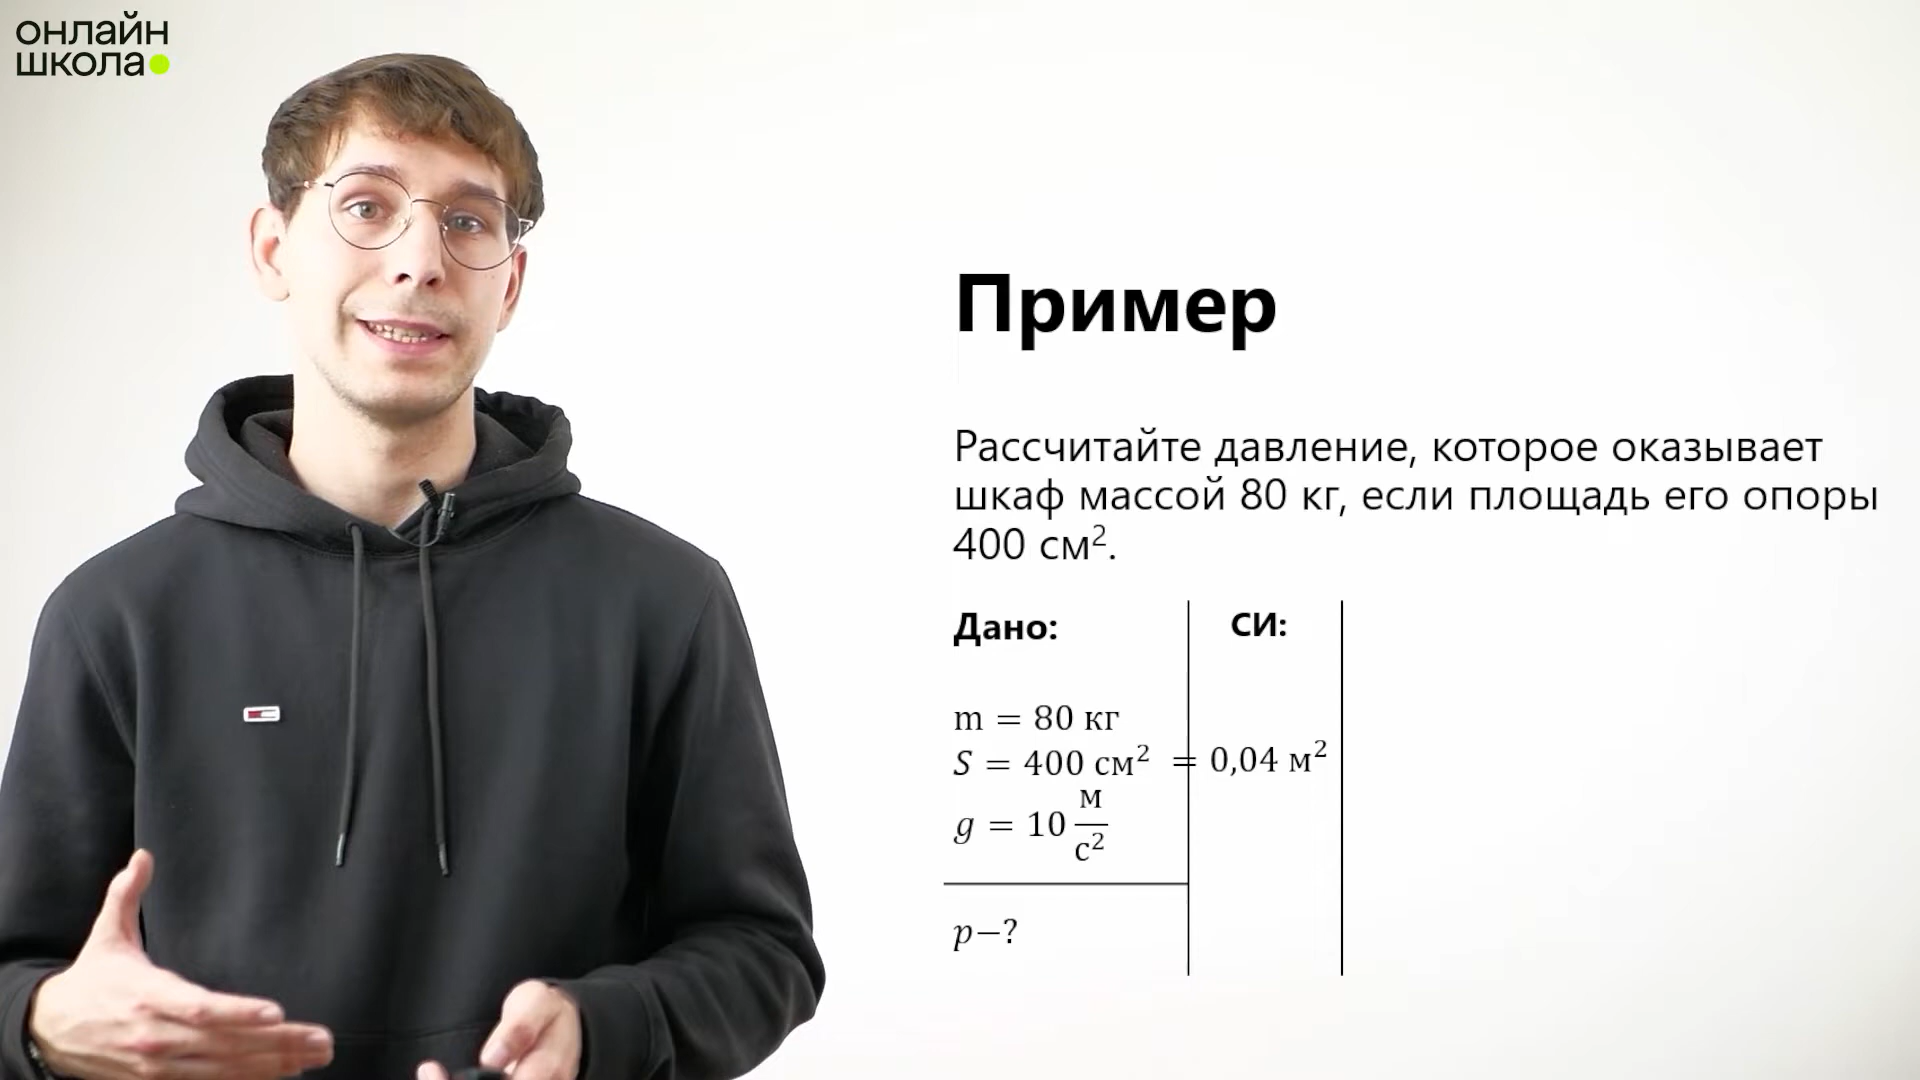 онлайн
школа
Пример
Рассчитайте давление, которое оказывает
шкаф массой 80 кг, если площадь его опоры
400 см².
Дано:
СИ:
m = 80 кг
S = 400 см² = 0,04 м²
g = 10 м/с²
p−?